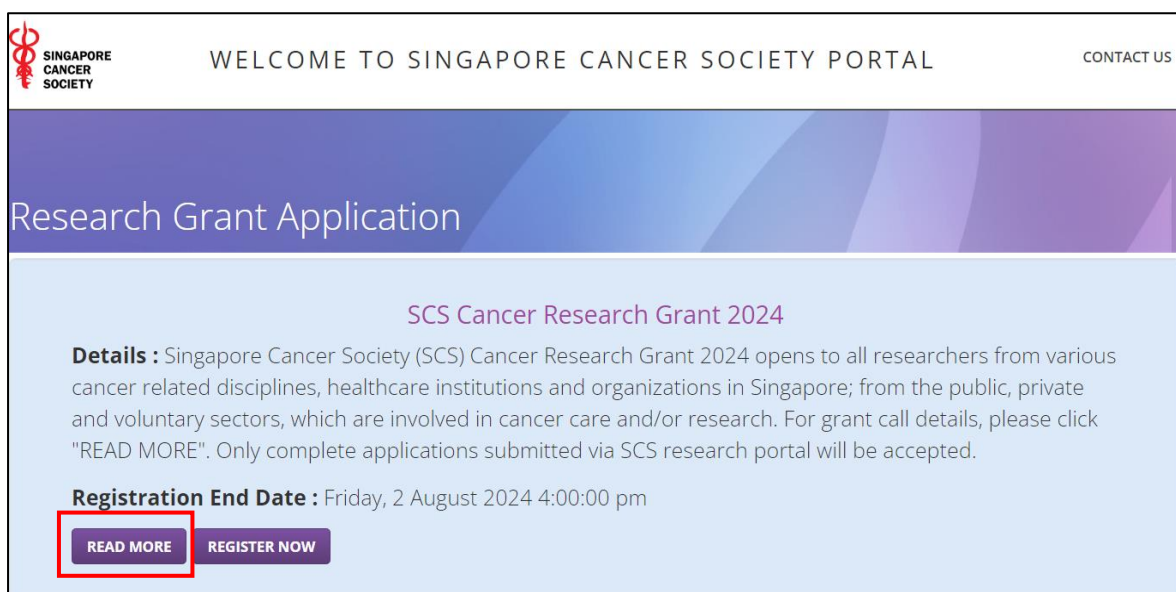 SINGAPORE
CANCER
SOCIETY
WELCOME TO SINGAPORE CANCER SOCIETY PORTAL
CONTACT US
Research Grant Application
SCS Cancer Research Grant 2024
Details : Singapore Cancer Society (SCS) Cancer Research Grant 2024 opens to all researchers from various
cancer related disciplines, healthcare institutions and organizations in Singapore; from the public, private
and voluntary sectors, which are involved in cancer care and/or research. For grant call details, please click
"READ MORE". Only complete applications submitted via SCS research portal will be accepted.
Registration End Date : Friday, 2 August 2024 4:00:00 pm
READ MORE
REGISTER NOW